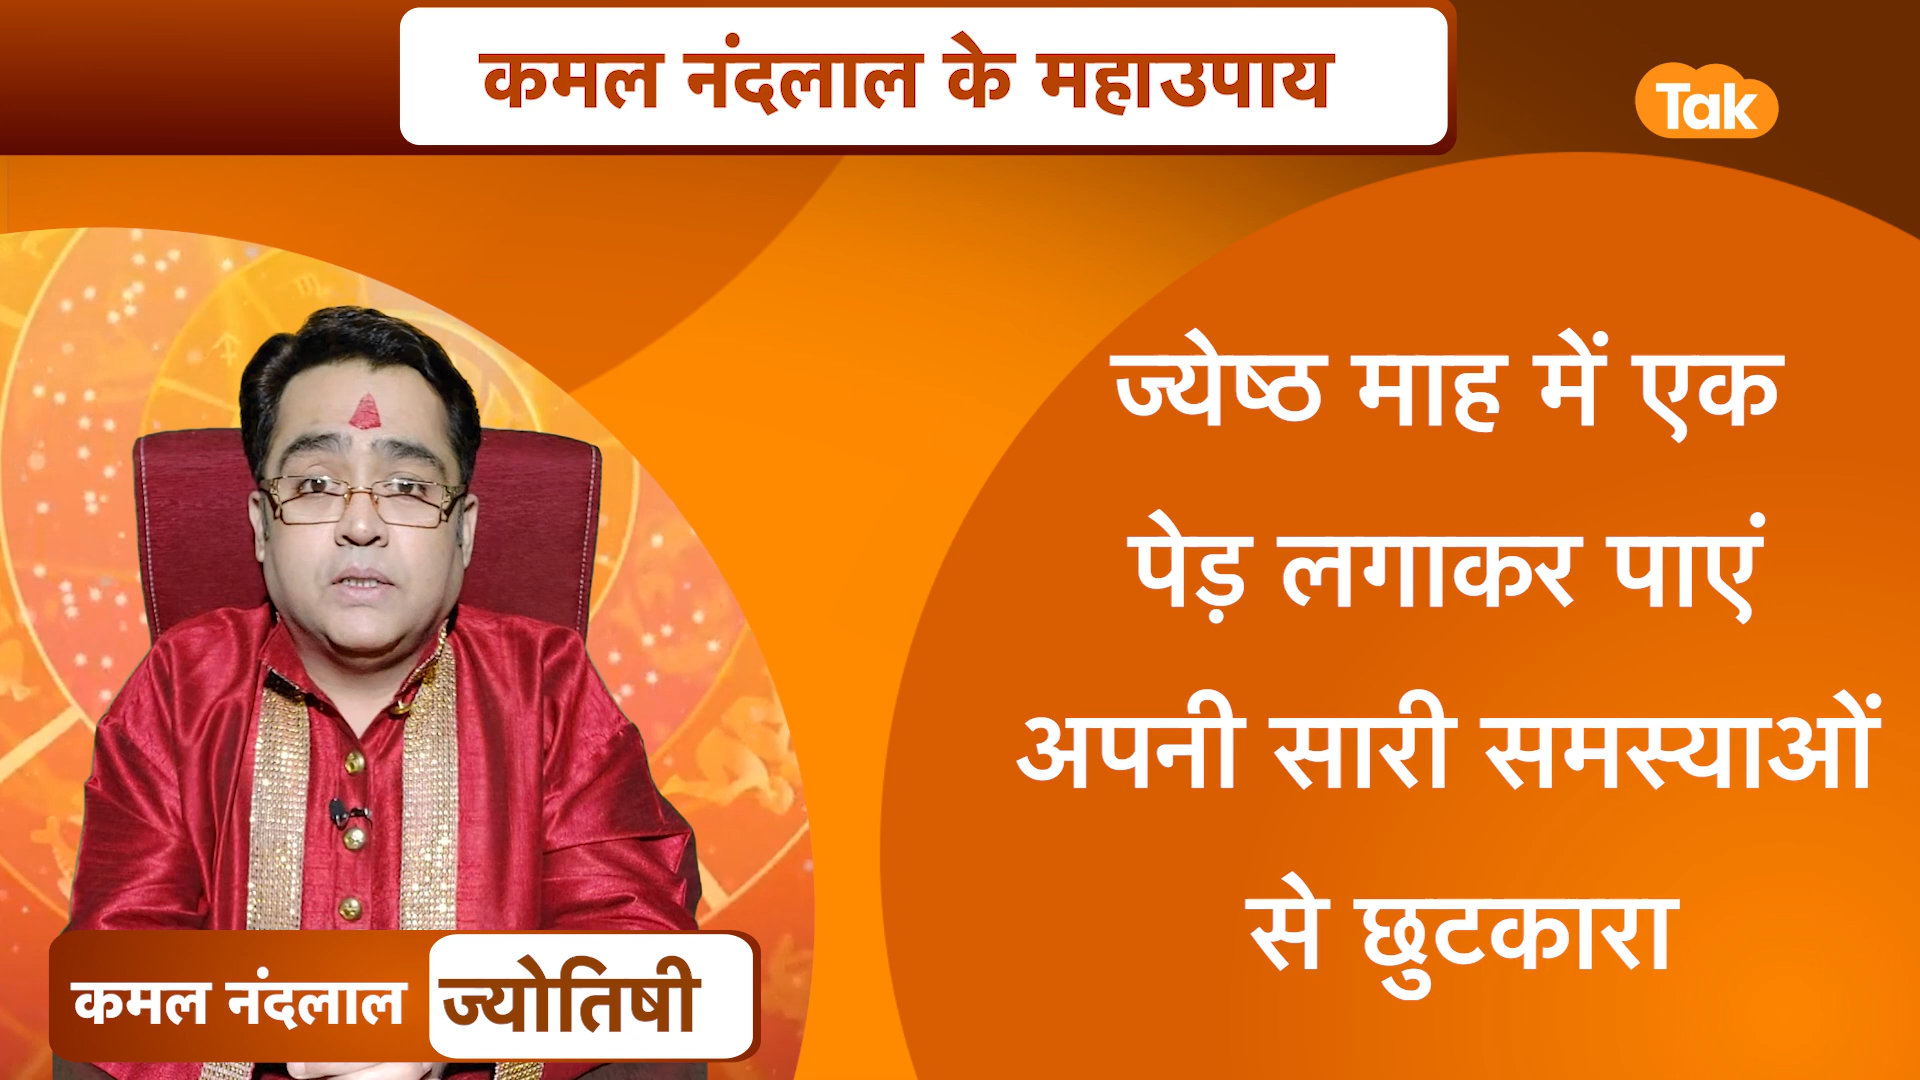 कमल नंदलाल के महाउपाय
Tak
ज्येष्ठ माह में एक
पेड़ लगाकर पाएं
अपनी सारी समस्याओं
से छुटकारा
कमल नंदलाल ज्योतिषी